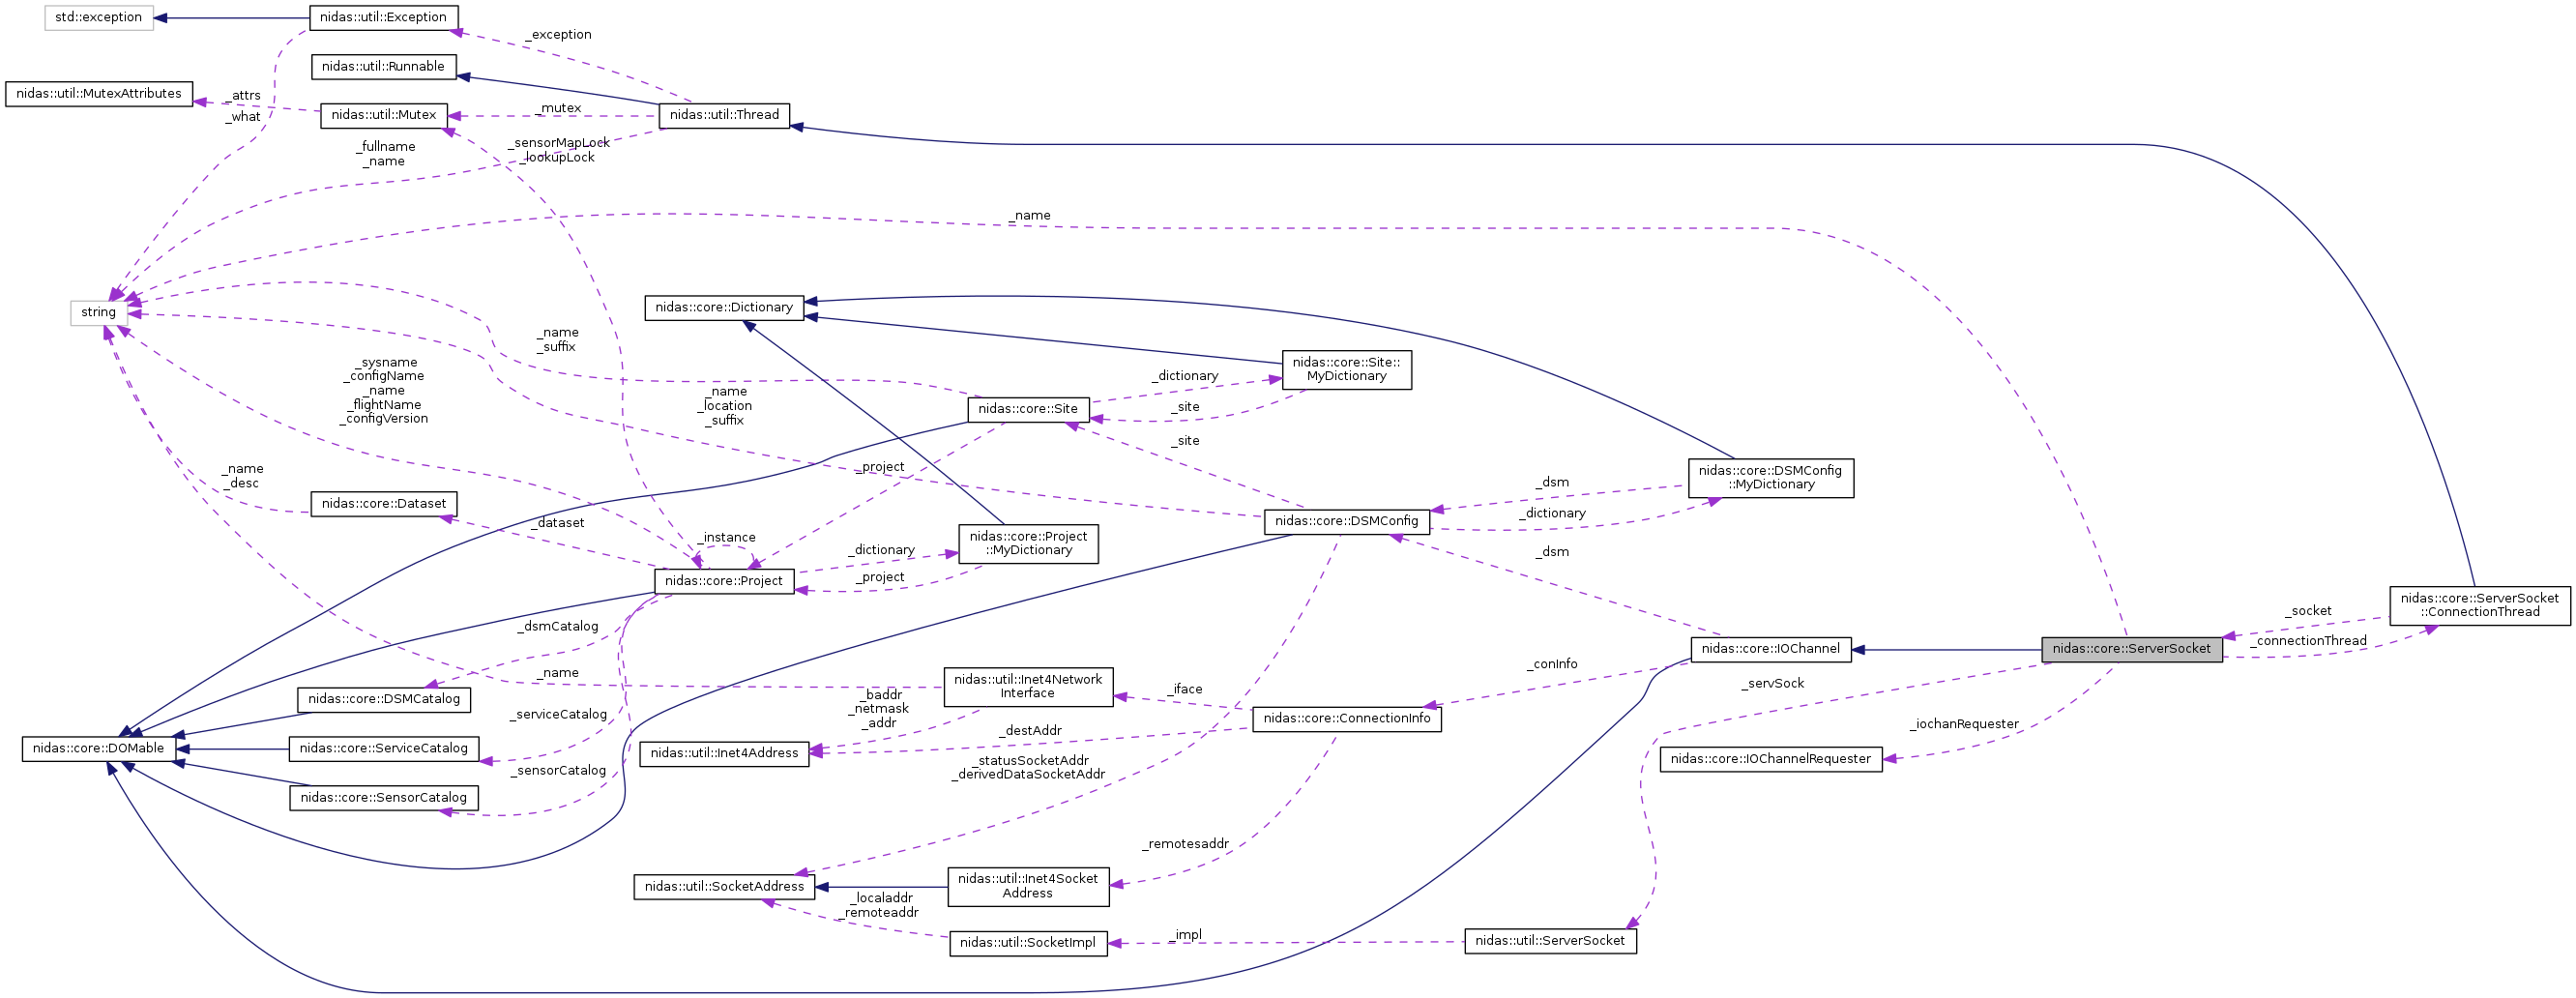 std::exception
nidas::util::Exception
_exception
nidas::util::Runnable
nidas::util::MutexAttributes
_attrs
_what
nidas::util::Mutex
_mutex
nidas::util::Thread
_fullname
_name
_sensorMapLock
_lookupLock
_name
string
nidas::core::Dictionary
_name
_suffix
_sysname
_configName
_name
_flightName
_configVersion
_name
_location
_suffix
nidas::core::Site
_dictionary
_site
nidas::core::Site::
MyDictionary
_site
_project
nidas::core::DSMConfig
::MyDictionary
_dsm
_dictionary
_name
_desc
nidas::core::Dataset
_dataset
_instance
nidas::core::DSMConfig
nidas::core::Project
::MyDictionary
_dictionary
_project
_dsm
nidas::core::Project
nidas::core::ServerSocket
::ConnectionThread
_socket
_connectionThread
_dsmCatalog
nidas::core::IOChannel
nidas::core::ServerSocket
_name
_conInfo
_servSock
nidas::util::Inet4Network
Interface
_iface
nidas::core::DSMCatalog
_baddr
_netmask
_addr
_serviceCatalog
nidas::core::ConnectionInfo
_destAddr
_iochanRequester
nidas::core::DOMable
nidas::core::ServiceCatalog
nidas::util::Inet4Address
nidas::core::IOChannelRequester
_sensorCatalog
_statusSocketAddr
_derivedDataSocketAddr
nidas::core::SensorCatalog
_remotesaddr
nidas::util::SocketAddress
nidas::util::Inet4Socket
Address
_localaddr
_remoteaddr
nidas::util::SocketImpl
_impl
nidas::util::ServerSocket